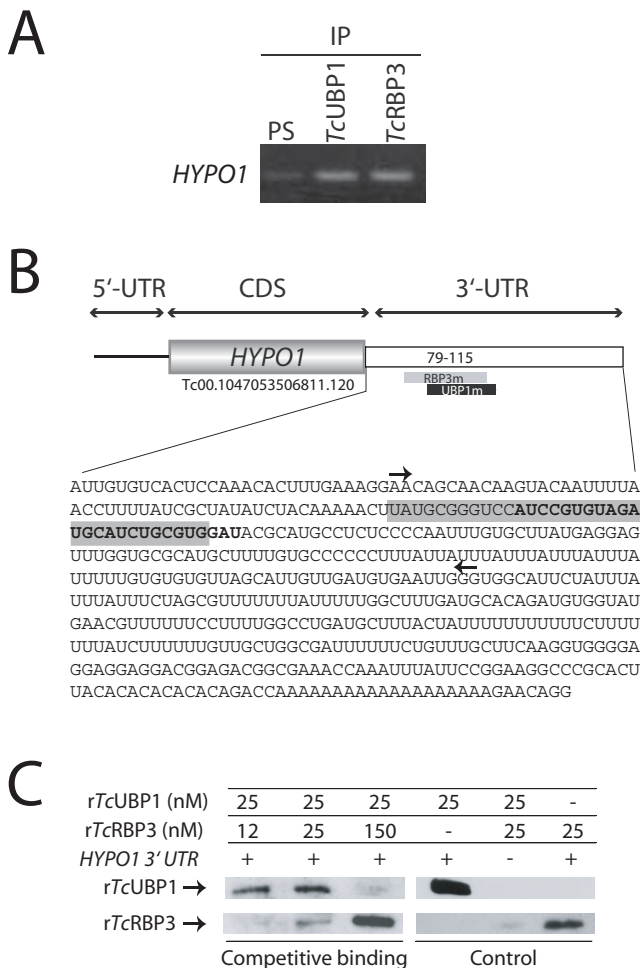 A
IP
PS
TcUBP1
TcRBP3
HYPO1
B
5'-UTR CDS 3'-UTR
HYPO1
79-115
Tc00.1047053506811.120
RBP3m
UBP1m
AUUGUGUCACUCCAAACACUUUGAAAGGAACAGCAACAAGUACAAUUUUA
ACCUUUUAUCGCUAUAUCUACAAAAACUUAUGCGGGUCCAUCCGUGUAGA
UGCAUCUGCGUGGAUACGCAUGCCUCUCCCCAAUUUGUGCUUAUGAGGAG
UUUGGUGCGCAUGCUUUUGUGCCCCCCUUUAUUAUUUAUUUAUUUAUUUA
UUUUUGUGUGUGUUAGCAUUGUUGAUGUGAAUUGGGUGGCAUUCUAUUUA
UUUAUUUCUAGCGUUUUUUUAUUUUUGGCUUUGAUGCACAGAUGUGGUAU
GAACGUUUUUUCCUUUUGGCCUGAUGCUUUACUAUUUUUUUUUUUCUUUU
UUUAUCUUUUUUGUUGCUGGCGAUUUUUUCUGUUUGCUUCAAGGUGGGGA
GGAGGAGGACGGAGACGGCGAAACCAAAUUUAUUCCGGAAGGCCCGCACU
UACACACACACACAGACCAAAAAAAAAAAAAAAAAAAGAACAGG
C
rTcUBP1 (nM) 25 25 25 25 25 -
rTcRBP3 (nM) 12 25 150 - 25 25
HYPO1 3' UTR + + + + - +
rTcUBP1
rTcRBP3
Competitive binding Control